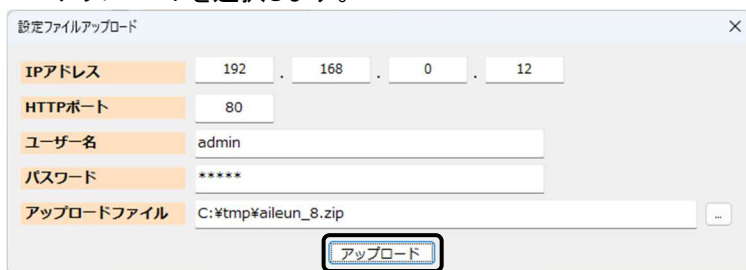 設定ファイルアップロード ×
IPアドレス 192 . 168 . 0 . 12
HTTPポート 80
ユーザー名 admin
パスワード *****
アップロードファイル C:¥tmp¥aileun_8.zip ...
アップロード